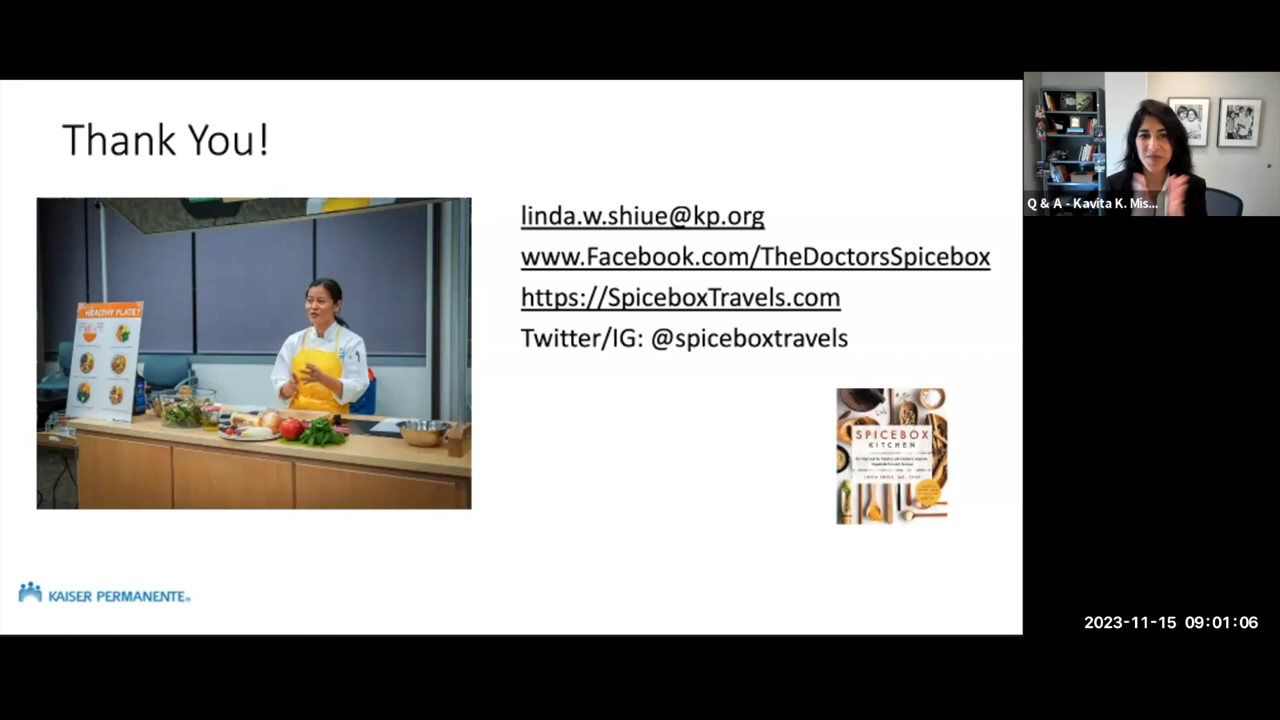 Thank You!
linda.w.shiue@kp.org
www.Facebook.com/TheDoctorsSpicebox
https://SpiceboxTravels.com
Twitter/IG: @spiceboxtravels
HEALTHY PLATE?
SPICEBOX
KITCHEN
KAISER PERMANENTE®
Q & A - Kavita K. Mis...
2023-11-15 09:01:06